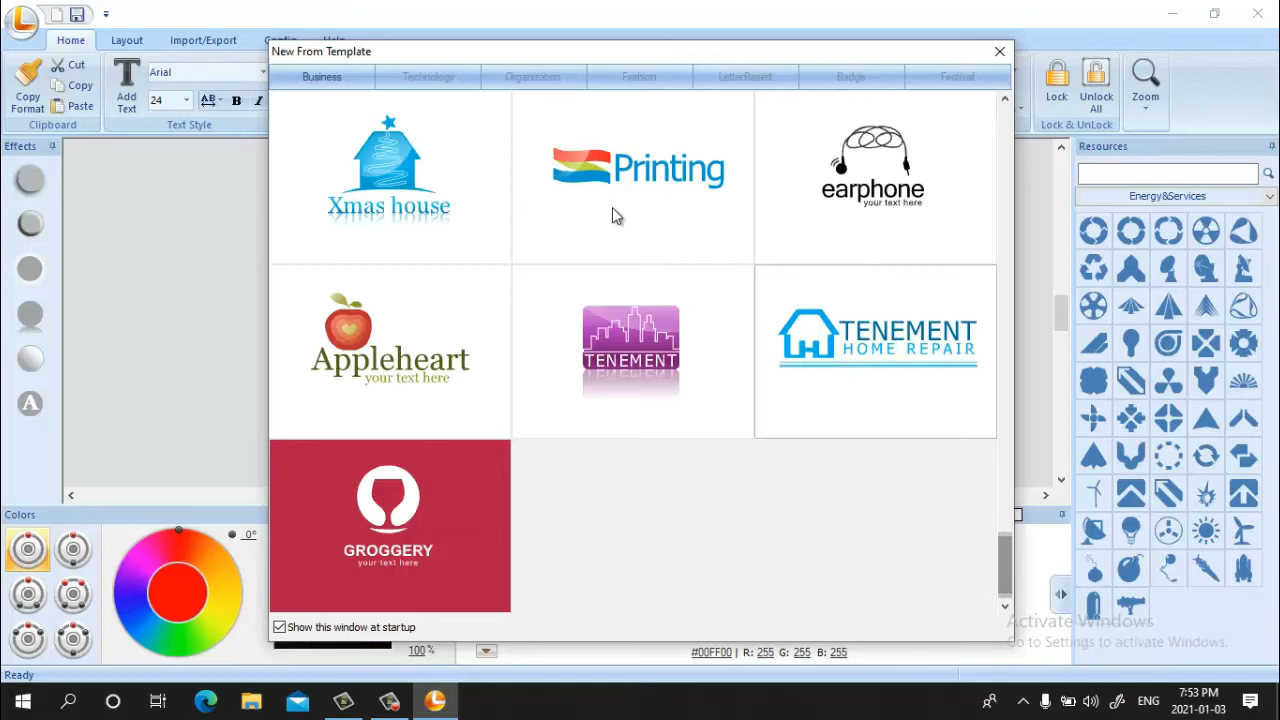 Home Layout Import/Export
New From Template
Business Technology Organization Fashion LetterBased Badge Festival
Copy Format
Cut
Copy
Paste
Clipboard
Add Text
Arial
24
AB B I
Text Style
Lock
Unlock All
Lock & UnLock
Zoom
Effects
A
Xmas house
Printing
earphone
your text here
Appleheart
your text here
TENEMENT
TENEMENT
HOME REPAIR
GROGGERY
your text here
Show this window at startup
Resources
Energy&Services
Colors
0°
100 %
#00FF00 | R: 255 G: 255 B: 255
Activate Windows
Go to Settings to activate Windows.
Ready
ENG
7:53 PM
2021-01-03